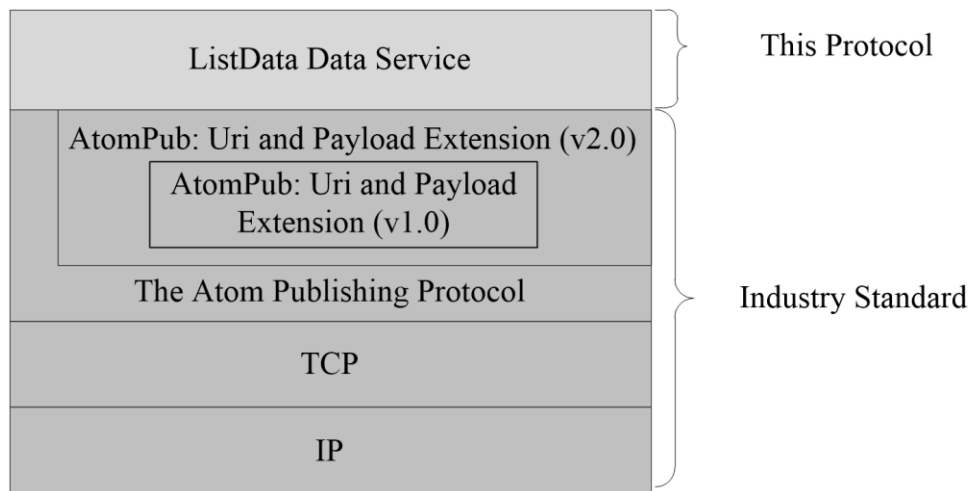 ListData Data Service
This Protocol
AtomPub: Uri and Payload Extension (v2.0)
AtomPub: Uri and Payload
Extension (v1.0)
The Atom Publishing Protocol
Industry Standard
TCP
IP